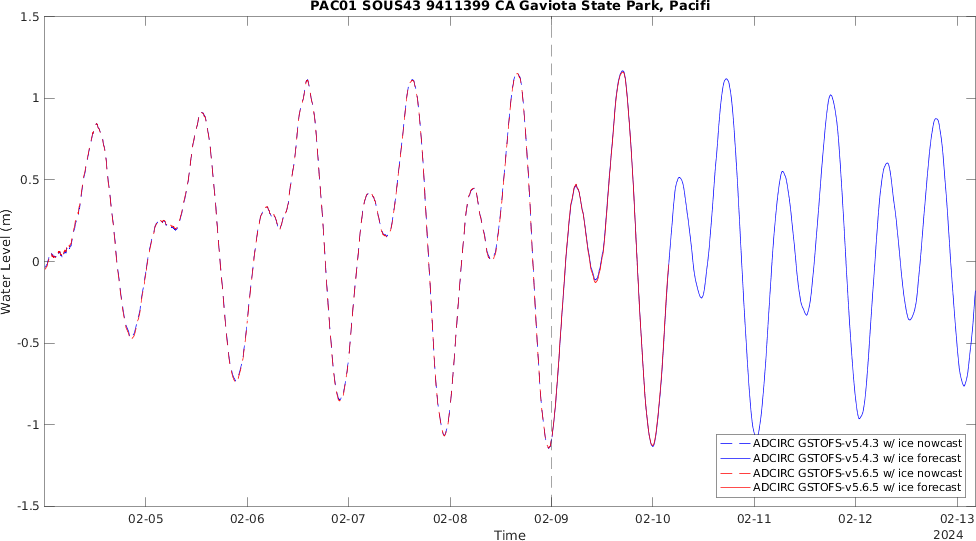 PAC01 SOUS43 9411399 CA Gaviota State Park, Pacifi
1.5
1
0.5
0
-0.5
-1
-1.5
Water Level (m)
02-05
02-06
02-07
02-08
02-09
02-10
02-11
02-12
02-13
Time
2024
ADCIRC GSTOFS-v5.4.3 w/ ice nowcast
ADCIRC GSTOFS-v5.4.3 w/ ice forecast
ADCIRC GSTOFS-v5.6.5 w/ ice nowcast
ADCIRC GSTOFS-v5.6.5 w/ ice forecast